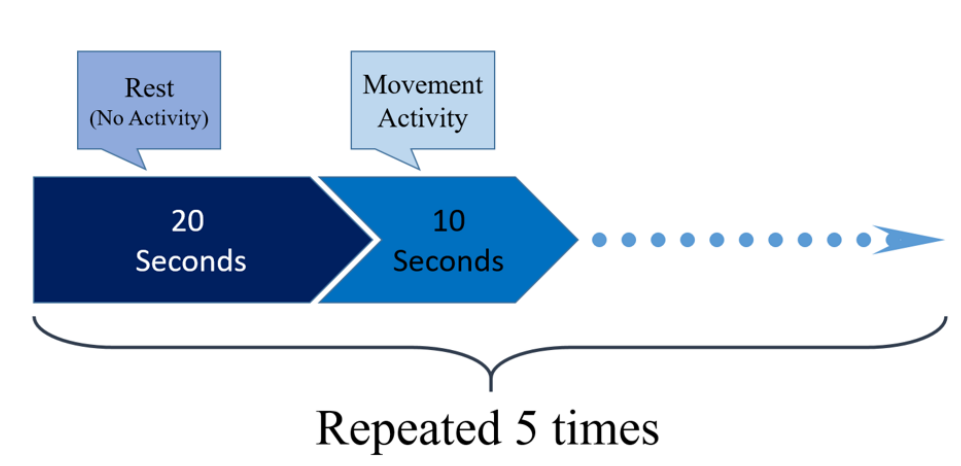 Rest
(No Activity)
Movement
Activity
20
Seconds
10
Seconds
Repeated 5 times